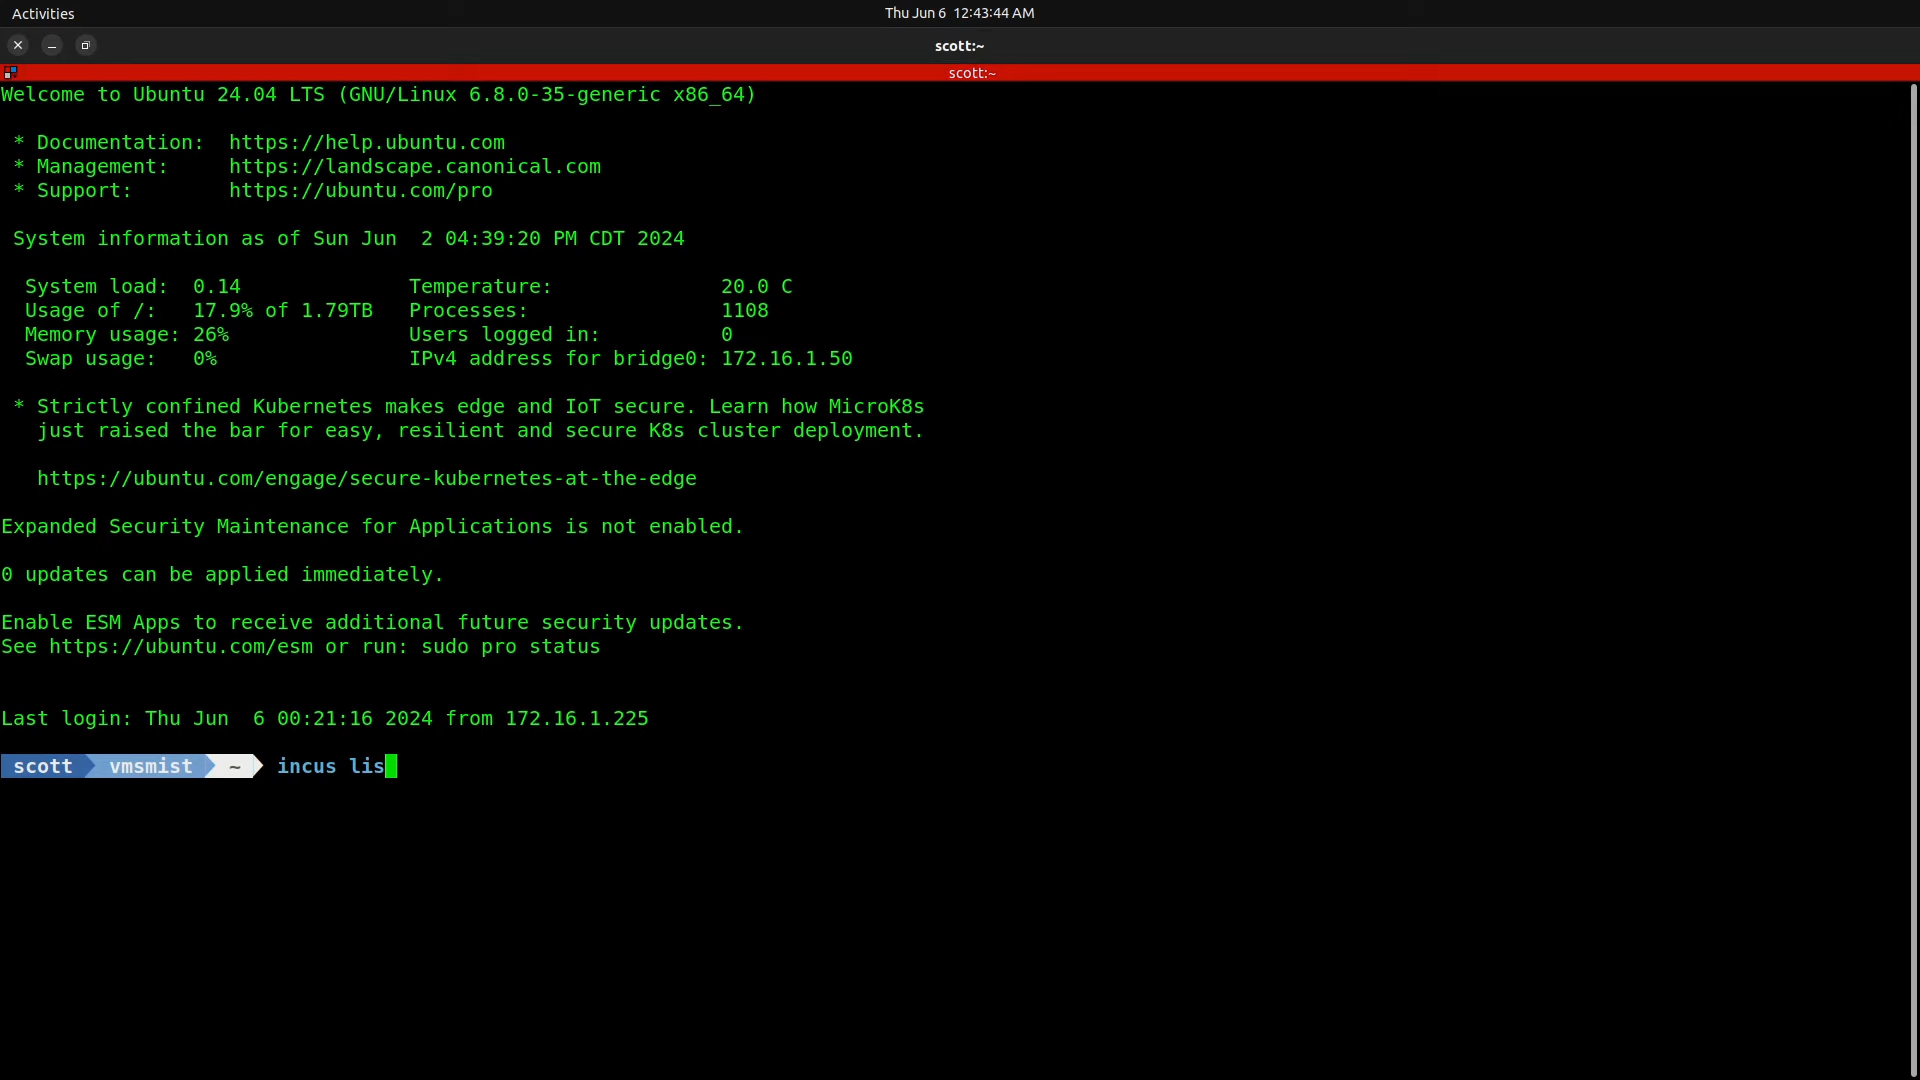 Activities
Thu Jun 6 12:43:44 AM
scott:~
scott:~
Welcome to Ubuntu 24.04 LTS (GNU/Linux 6.8.0-35-generic x86_64)
* Documentation:  https://help.ubuntu.com
* Management:     https://landscape.canonical.com
* Support:        https://ubuntu.com/pro
System information as of Sun Jun  2 04:39:20 PM CDT 2024
System load:  0.14              Temperature:              20.0 C
Usage of /:   17.9% of 1.79TB   Processes:                1108
Memory usage: 26%               Users logged in:          0
Swap usage:   0%                IPv4 address for bridge0: 172.16.1.50
* Strictly confined Kubernetes makes edge and IoT secure. Learn how MicroK8s
just raised the bar for easy, resilient and secure K8s cluster deployment.
https://ubuntu.com/engage/secure-kubernetes-at-the-edge
Expanded Security Maintenance for Applications is not enabled.
0 updates can be applied immediately.
Enable ESM Apps to receive additional future security updates.
See https://ubuntu.com/esm or run: sudo pro status
Last login: Thu Jun  6 00:21:16 2024 from 172.16.1.225
scott vmsmist ~ incus lis